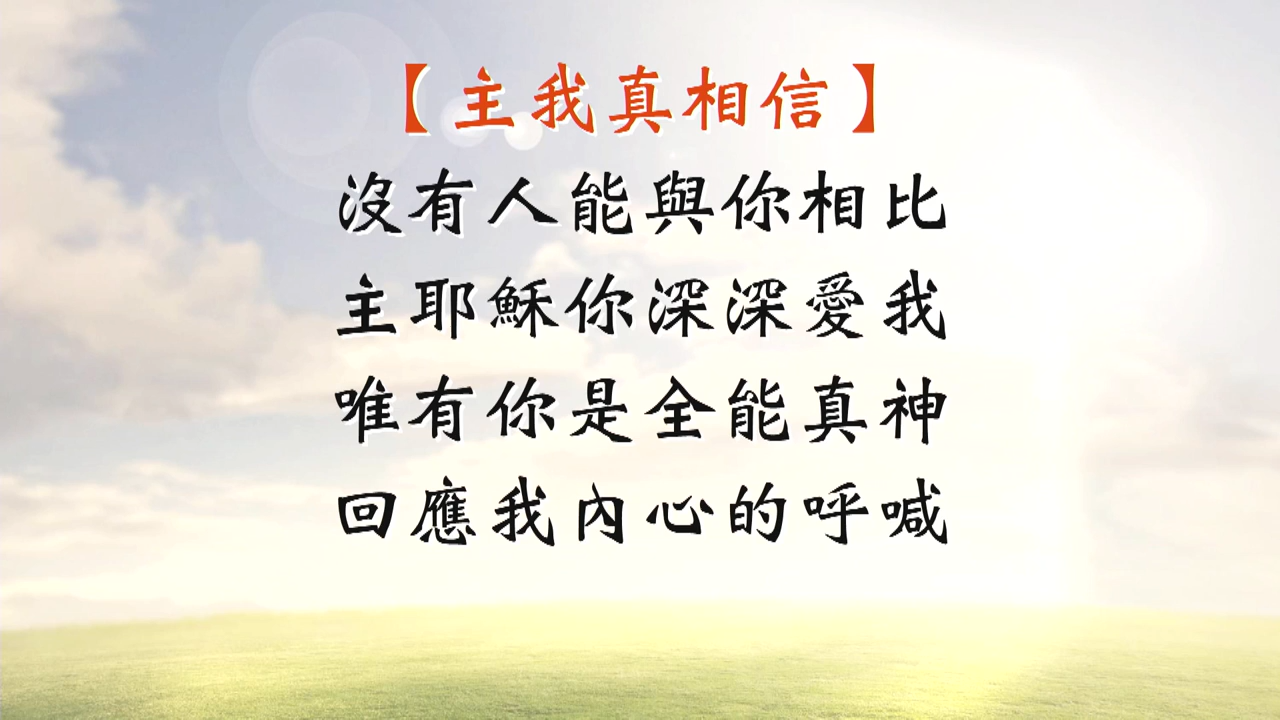 【主我真相信】
沒有人能與你相比
主耶穌你深深愛我
唯有你是全能真神
回應我內心的呼喊